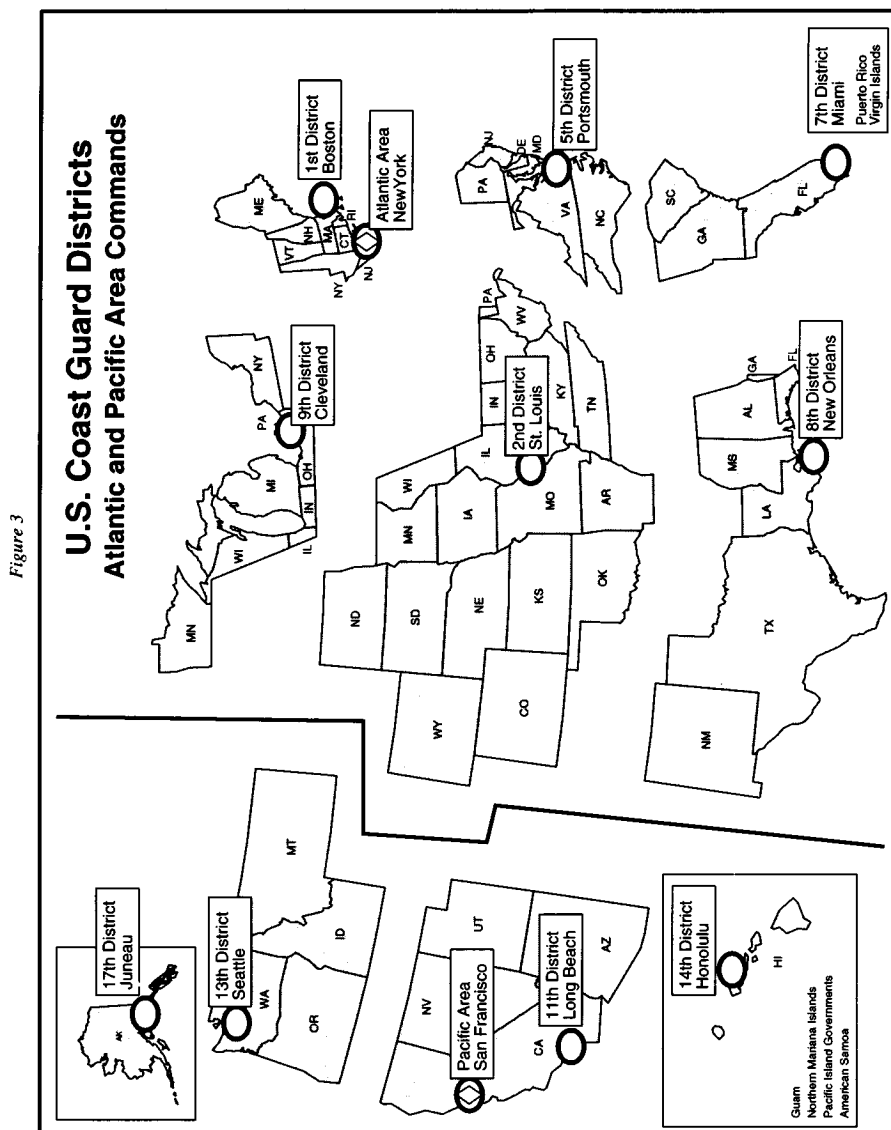 Figure 3
U.S. Coast Guard Districts
Atlantic and Pacific Area Commands
17th District
Juneau
AK
13th District
Seattle
WA
MT
OR
ID
Pacific Area
San Francisco
NV
UT
CA
AZ
11th District
Long Beach
14th District
Honolulu
HI
Guam
Northern Mariana Islands
Pacific Island Governments
American Samoa
MN
WI
MI
IL
IN
OH
PA
NY
9th District
Cleveland
ME
VT
NH
MA
CT
RI
NY
NJ
1st District
Boston
Atlantic Area
NewYork
ND
SD
NE
KS
OK
WY
CO
MN
WI
IA
IL
MO
AR
IN
OH
PA
WV
KY
TN
2nd District
St. Louis
PA
NJ
DE
MD
VA
NC
5th District
Portsmouth
NM
TX
LA
MS
AL
GA
FL
8th District
New Orleans
SC
GA
FL
7th District
Miami
Puerto Rico
Virgin Islands